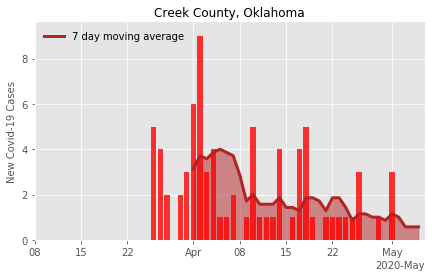 Creek County, Oklahoma
7 day moving average
New Covid-19 Cases
8
6
4
2
0
08 15 22 Apr 08 15 22 May
2020-May